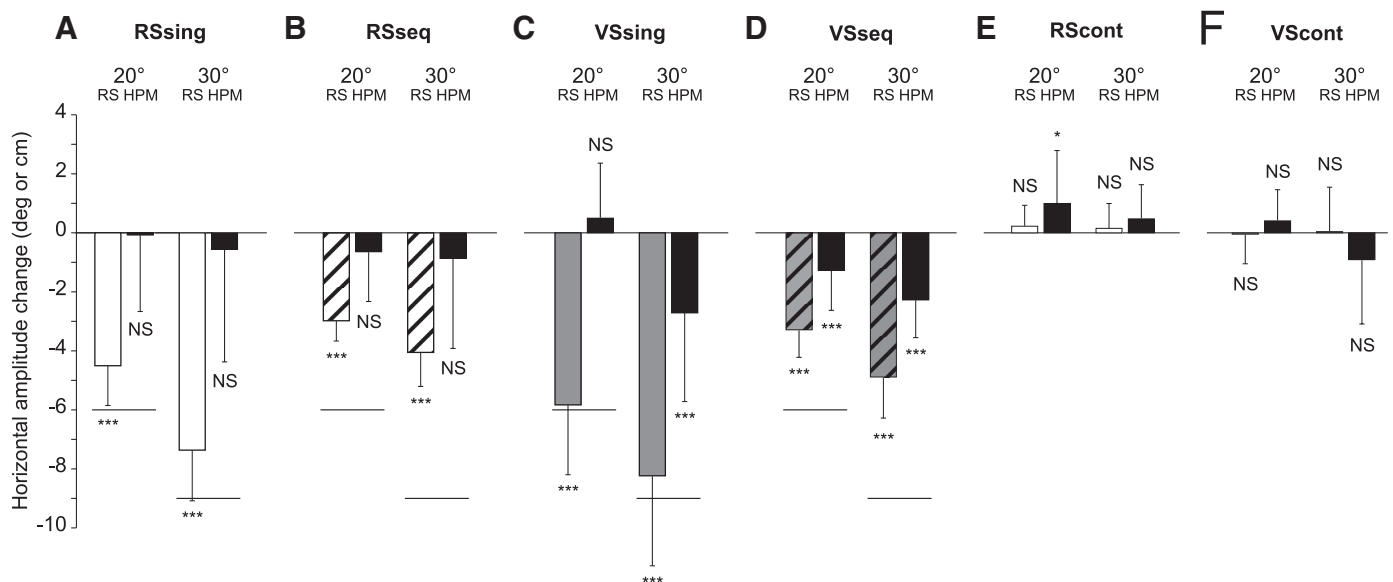 A RSsing B RSseq C VSsing D VSseq E RScont F VScont
20° 30° 20° 30° 20° 30° 20° 30° 20° 30° 20° 30°
RS HPM RS HPM RS HPM RS HPM RS HPM RS HPM RS HPM RS HPM RS HPM RS HPM RS HPM RS HPM
Horizontal amplitude change (deg or cm)
4
2
0
-2
-4
-6
-8
-10
*** NS *** NS
*** NS *** NS
*** NS *** ***
*** *** *** ***
NS * NS NS
NS NS NS NS